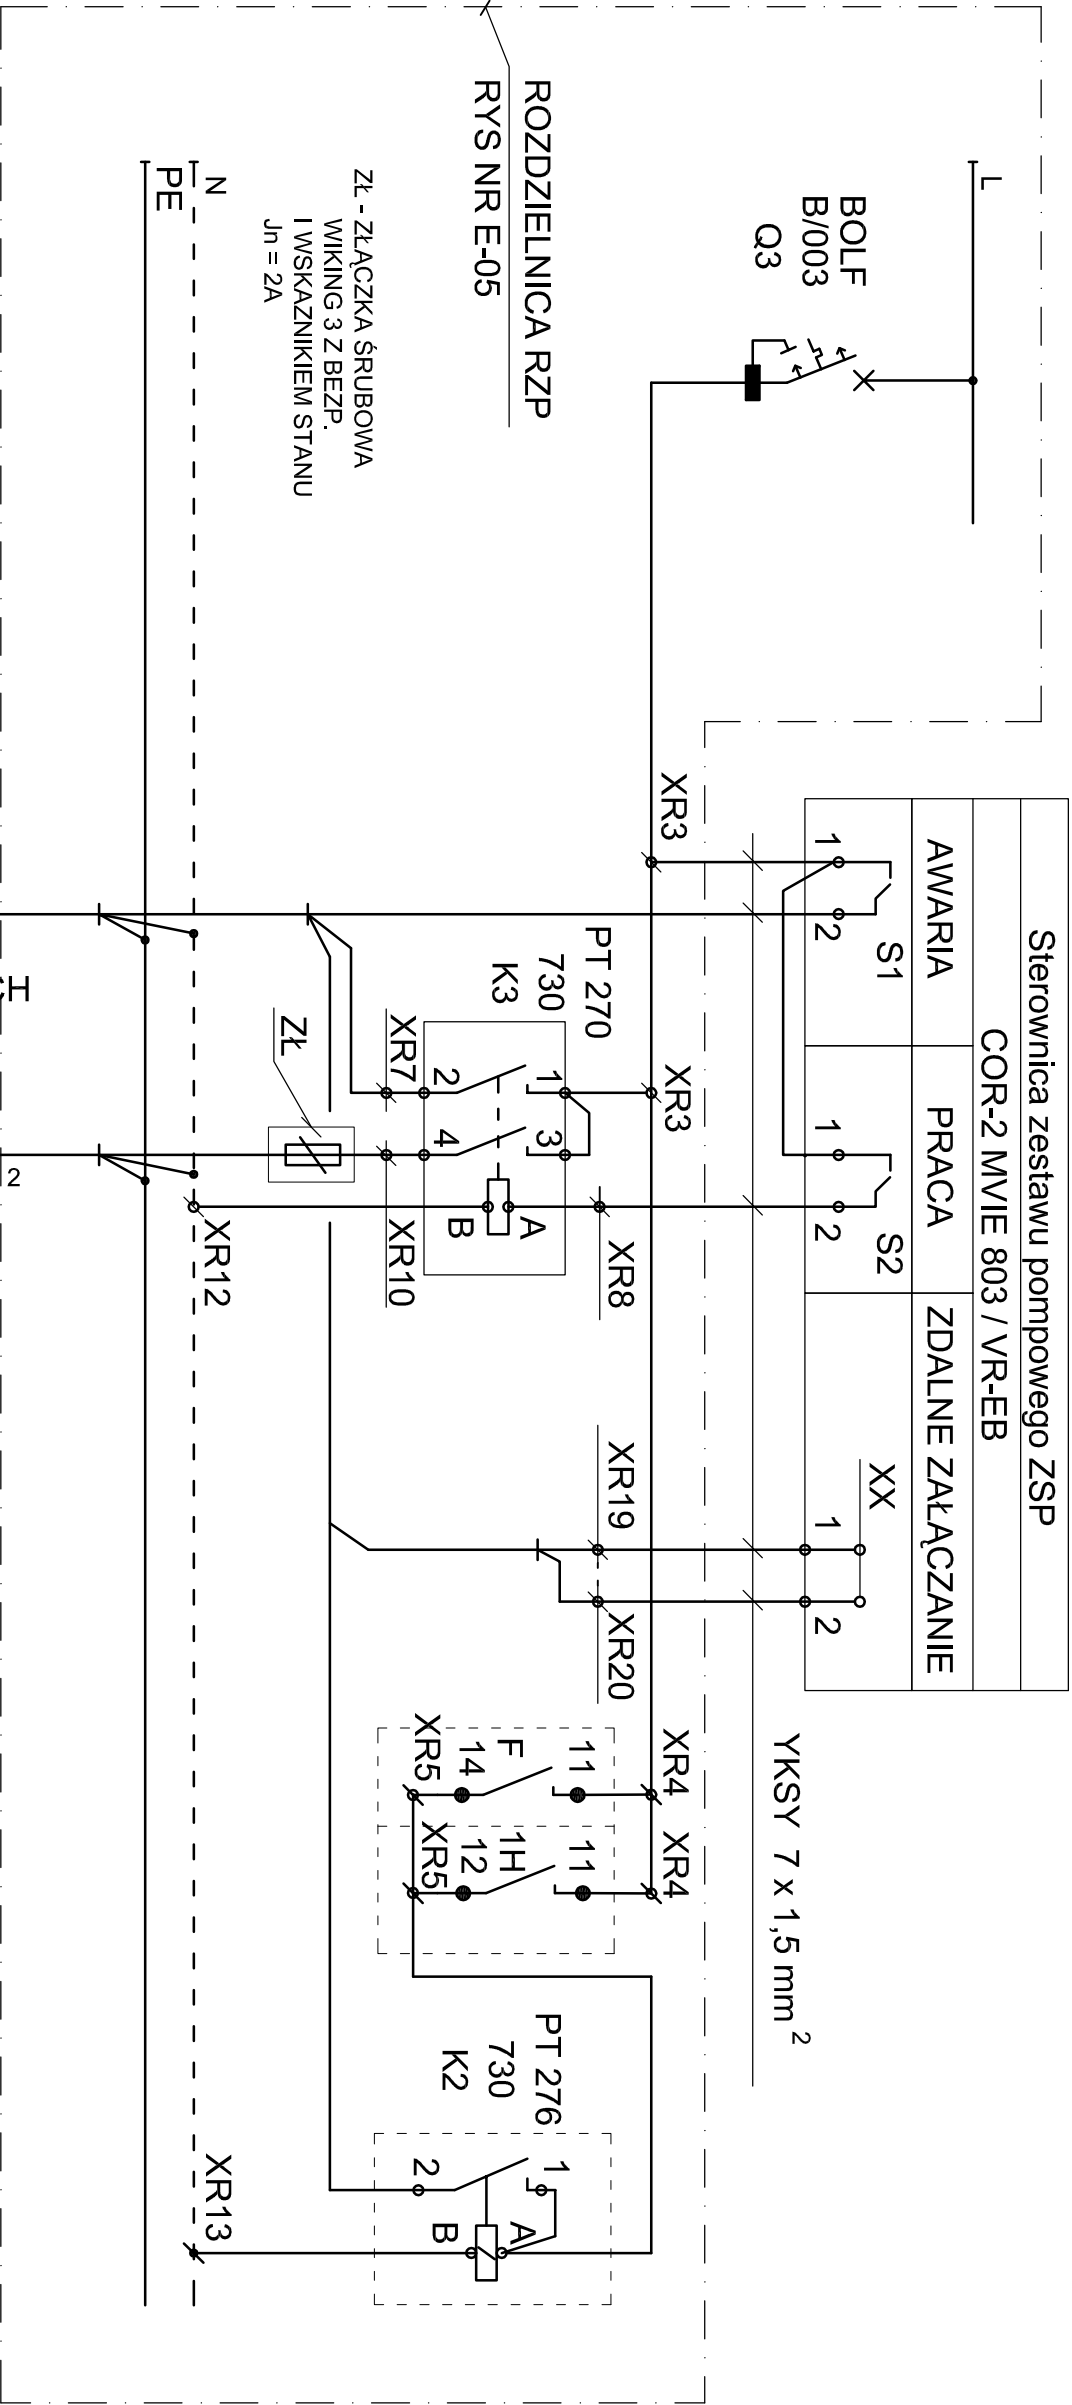 Sterownica zestawu pompowego ZSP
COR-2 MVIE 803 / VR-EB
AWARIA
PRACA
ZDALNE ZAŁĄCZANIE
S1
S2
XX
1
2
1
2
1
2
L
BOLF
B/003
Q3
YKSY 7 x 1,5 mm 2
ROZDZIELNICA RZP
RYS NR E-05
XR3
XR3
XR4
XR4
XR8
XR19
XR20
PT 270
730
K3
1
3
A
2
4
B
XR7
XR10
11
F
14
XR5
11
1H
12
XR5
PT 276
730
K2
1
A
2
B
ZŁ - ZŁĄCZKA ŚRUBOWA
WIKING 3 Z BEZP.
I WSKAZNIKIEM STANU
Jn = 2A
ZŁ
N
PE
XR12
XR13
2